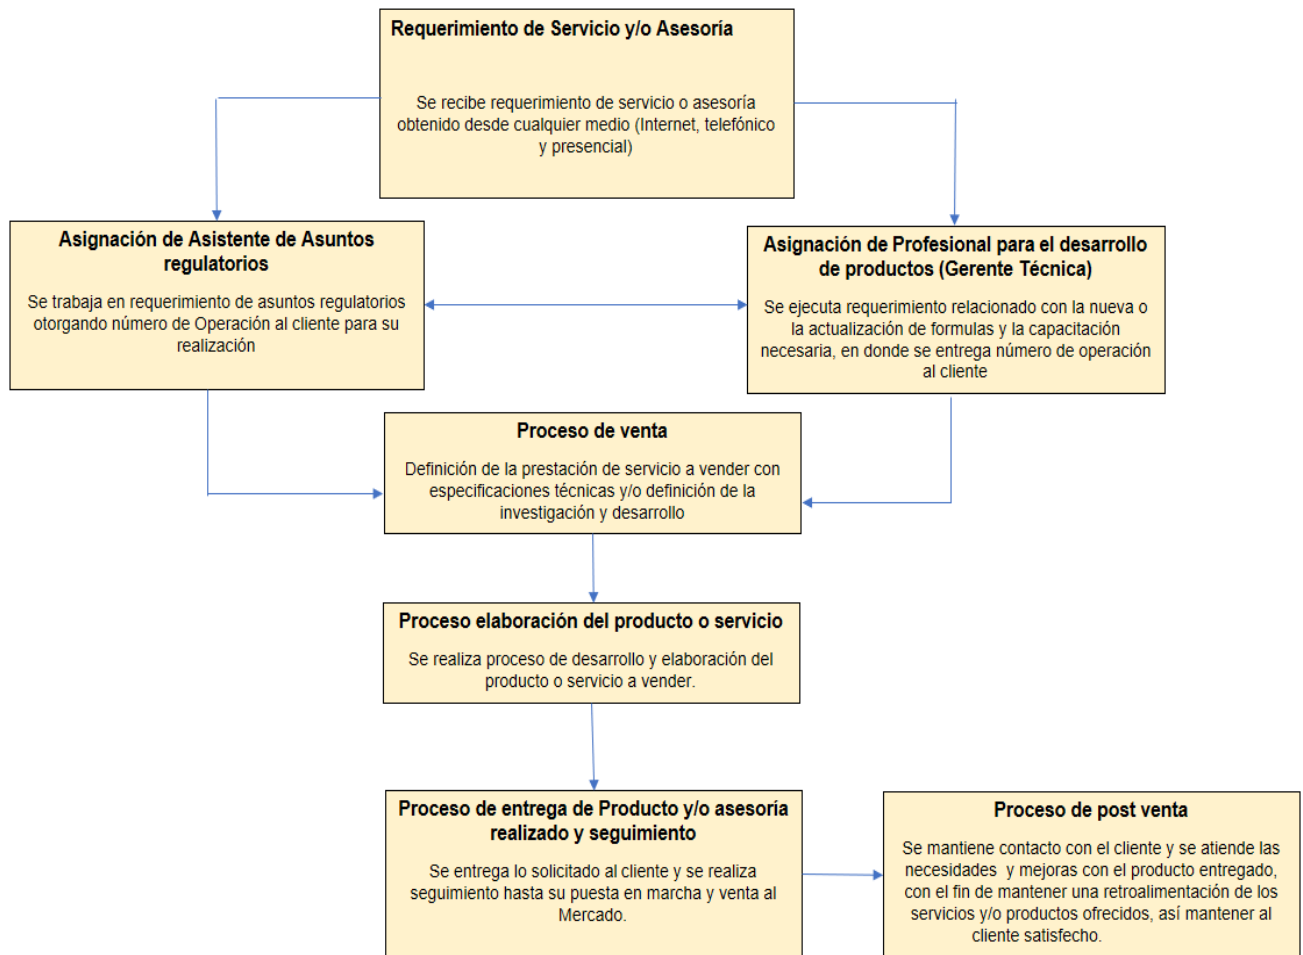 Requerimiento de Servicio y/o Asesoría
Se recibe requerimiento de servicio o asesoría
obtenido desde cualquier medio (Internet, telefónico
y presencial)
Asignación de Asistente de Asuntos
regulatorios
Se trabaja en requerimiento de asuntos regulatorios
otorgando número de Operación al cliente para su
realización
Asignación de Profesional para el desarrollo
de productos (Gerente Técnica)
Se ejecuta requerimiento relacionado con la nueva o
la actualización de formulas y la capacitación
necesaria, en donde se entrega número de operación
al cliente
Proceso de venta
Definición de la prestación de servicio a vender con
especificaciones técnicas y/o definición de la
investigación y desarrollo
Proceso elaboración del producto o servicio
Se realiza proceso de desarrollo y elaboración del
producto o servicio a vender.
Proceso de entrega de Producto y/o asesoría
realizado y seguimiento
Se entrega lo solicitado al cliente y se realiza
seguimiento hasta su puesta en marcha y venta al
Mercado.
Proceso de post venta
Se mantiene contacto con el cliente y se atiende las
necesidades y mejoras con el producto entregado,
con el fin de mantener una retroalimentación de los
servicios y/o productos ofrecidos, así mantener al
cliente satisfecho.